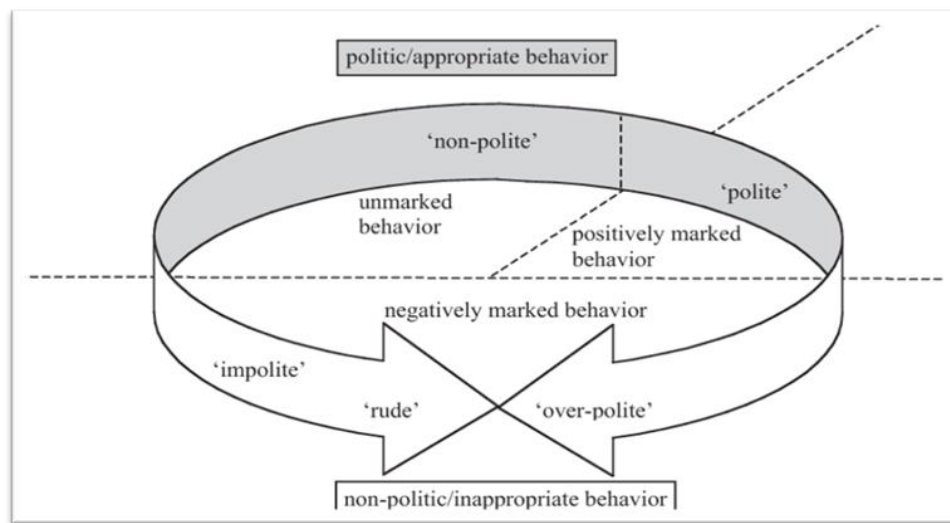 politic/appropriate behavior
‘non-polite’
‘polite’
unmarked
behavior
positively marked
behavior
negatively marked behavior
‘impolite’
‘rude’
‘over-polite’
non-politic/inappropriate behavior